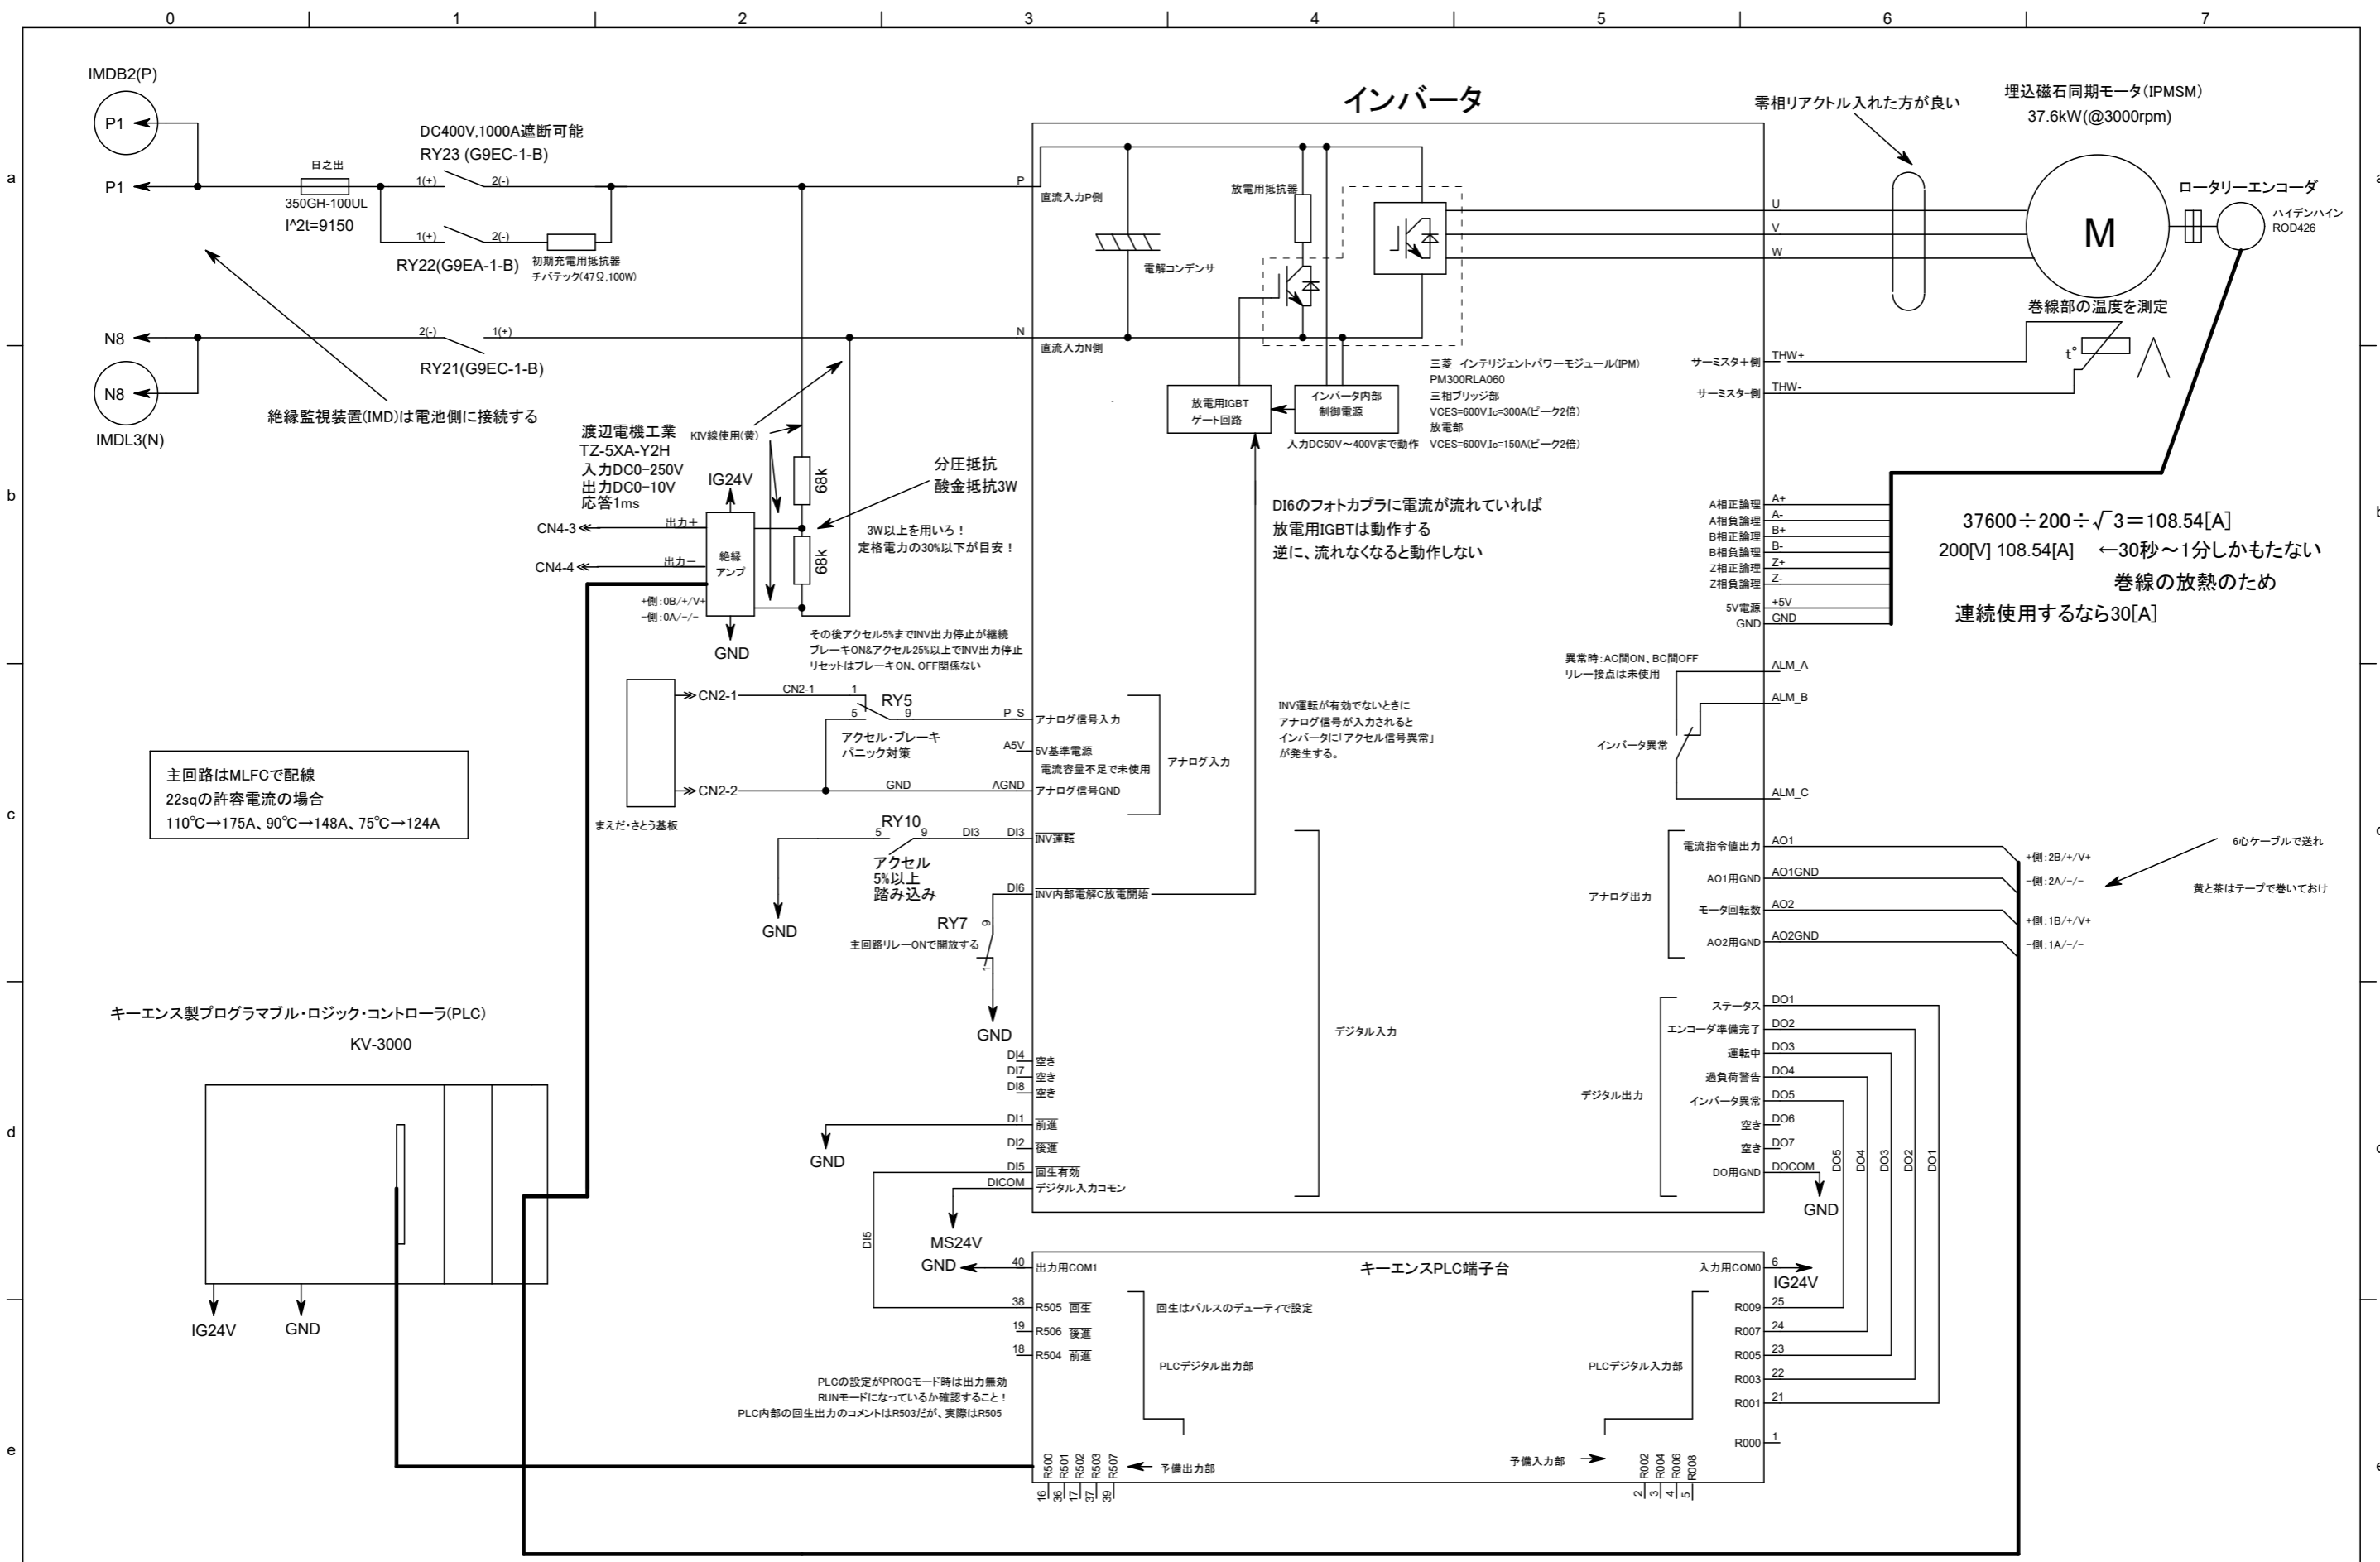 0
1
2
3
4
5
6
7
a
b
c
d
e
a
b
c
d
e
IMDB2(P)
P1
P1
日之出
350GH-100UL
I^2t=9150
DC400V,1000A遮断可能
RY23 (G9EC-1-B)
1(+)
2(-)
1(+)
2(-)
RY22(G9EA-1-B)
初期充電用抵抗器
チバテック(47Ω,100W)
N8
N8
IMDL3(N)
2(-)
1(+)
RY21(G9EC-1-B)
絶縁監視装置(IMD)は電池側に接続する
渡辺電機工業
TZ-5XA-Y2H
入力DC0-250V
出力DC0-10V
応答1ms
KIV線使用(黄)
IG24V
68k
68k
分圧抵抗
酸金抵抗3W
3W以上を用いろ!
定格電力の30%以下が目安!
CN4-3
出力+
CN4-4
出力-
絶縁
アンプ
+側:0B/+/V+
-側:0A/-/-
GND
その後アクセル5%までINV出力停止が継続
ブレーキON&アクセル25%以上でINV出力停止
リセットはブレーキON、OFF関係ない
CN2-1
CN2-1
1
RY5
5
9
アクセル・ブレーキ
パニック対策
CN2-2
GND
まえだ・さとう基板
主回路はMLFCで配線
22sqの許容電流の場合
110℃→175A、90℃→148A、75℃→124A
RY10
5
9
DI3
アクセル
5%以上
踏み込み
GND
RY7
9
1
主回路リレーONで開放する
GND
キーエンス製プログラマブル・ロジック・コントローラ(PLC)
KV-3000
IG24V
GND
インバータ
P
直流入力P側
N
直流入力N側
電解コンデンサ
放電用抵抗器
放電用IGBT
ゲート回路
インバータ内部
制御電源
入力DC50V~400Vまで動作
三菱 インテリジェントパワーモジュール(IPM)
PM300RLA060
三相ブリッジ部
VCES=600V,Ic=300A(ピーク2倍)
放電部
VCES=600V,Ic=150A(ピーク2倍)
DI6のフォトカプラに電流が流れていれば
放電用IGBTは動作する
逆に、流れなくなると動作しない
P_S
アナログ信号入力
A5V
5V基準電源
電流容量不足で未使用
AGND
アナログ信号GND
アナログ入力
INV運転が有効でないときに
アナログ信号が入力されると
インバータに「アクセル信号異常」
が発生する。
DI3
INV運転
DI6
INV内部電解C放電開始
デジタル入力
DI4
空き
DI7
空き
DI8
空き
DI1
前進
GND
DI2
後進
DI5
回生有効
DICOM
デジタル入力コモン
MS24V
DI5
零相リアクトル入れた方が良い
埋込磁石同期モータ(IPMSM)
37.6kW(@3000rpm)
U
V
W
M
ロータリーエンコーダ
ハイデンハイン
ROD426
巻線部の温度を測定
t°
サーミスタ+側
THW+
サーミスタ-側
THW-
A相正論理
A+
A相負論理
A-
B相正論理
B+
B相負論理
B-
Z相正論理
Z+
Z相負論理
Z-
5V電源
+5V
GND
GND
37600÷200÷√3=108.54[A]
200[V] 108.54[A] ←30秒~1分しかもたない
巻線の放熱のため
連続使用するなら30[A]
異常時:AC間ON、BC間OFF
リレー接点は未使用
ALM_A
ALM_B
インバータ異常
ALM_C
電流指令値出力
AO1
AO1用GND
AO1GND
アナログ出力
モータ回転数
AO2
AO2用GND
AO2GND
+側:2B/+/V+
-側:2A/-/-
+側:1B/+/V+
-側:1A/-/-
6心ケーブルで送れ
黄と茶はテープで巻いておけ
ステータス
DO1
エンコーダ準備完了
DO2
運転中
DO3
過負荷警告
DO4
デジタル出力
インバータ異常
DO5
空き
DO6
空き
DO7
DO用GND
DOCOM
GND
DO5
DO4
DO3
DO2
DO1
キーエンスPLC端子台
GND
40
出力用COM1
入力用COM0
6
IG24V
38
R505 回生
回生はパルスのデューティで設定
19
R506 後進
18
R504 前進
PLCデジタル出力部
PLCデジタル入力部
R009
25
R007
24
R005
23
R003
22
R001
21
R000
1
PLCの設定がPROGモード時は出力無効
RUNモードになっているか確認すること!
PLC内部の回生出力のコメントはR503だが、実際はR505
R500
R501
R502
R503
R507
16
36
17
37
39
予備出力部
予備入力部
R002
R004
R006
R008
2
3
4
5